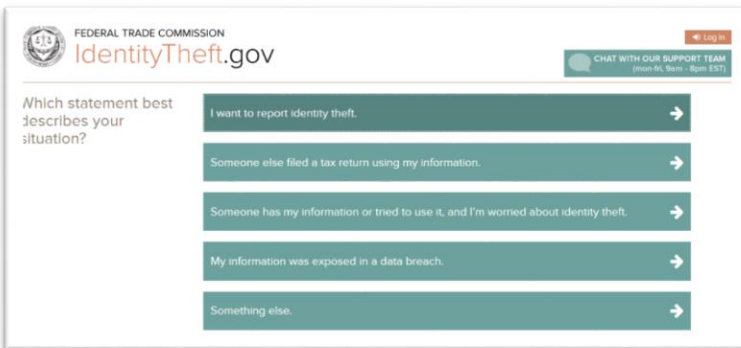 FEDERAL TRADE COMMISSION
IdentityTheft.gov
Log In
CHAT WITH OUR SUPPORT TEAM
(mon-fri, 9am - 8pm EST)
Which statement best
describes your
situation?
I want to report identity theft.
Someone else filed a tax return using my information.
Someone has my information or tried to use it, and I'm worried about identity theft.
My information was exposed in a data breach.
Something else.